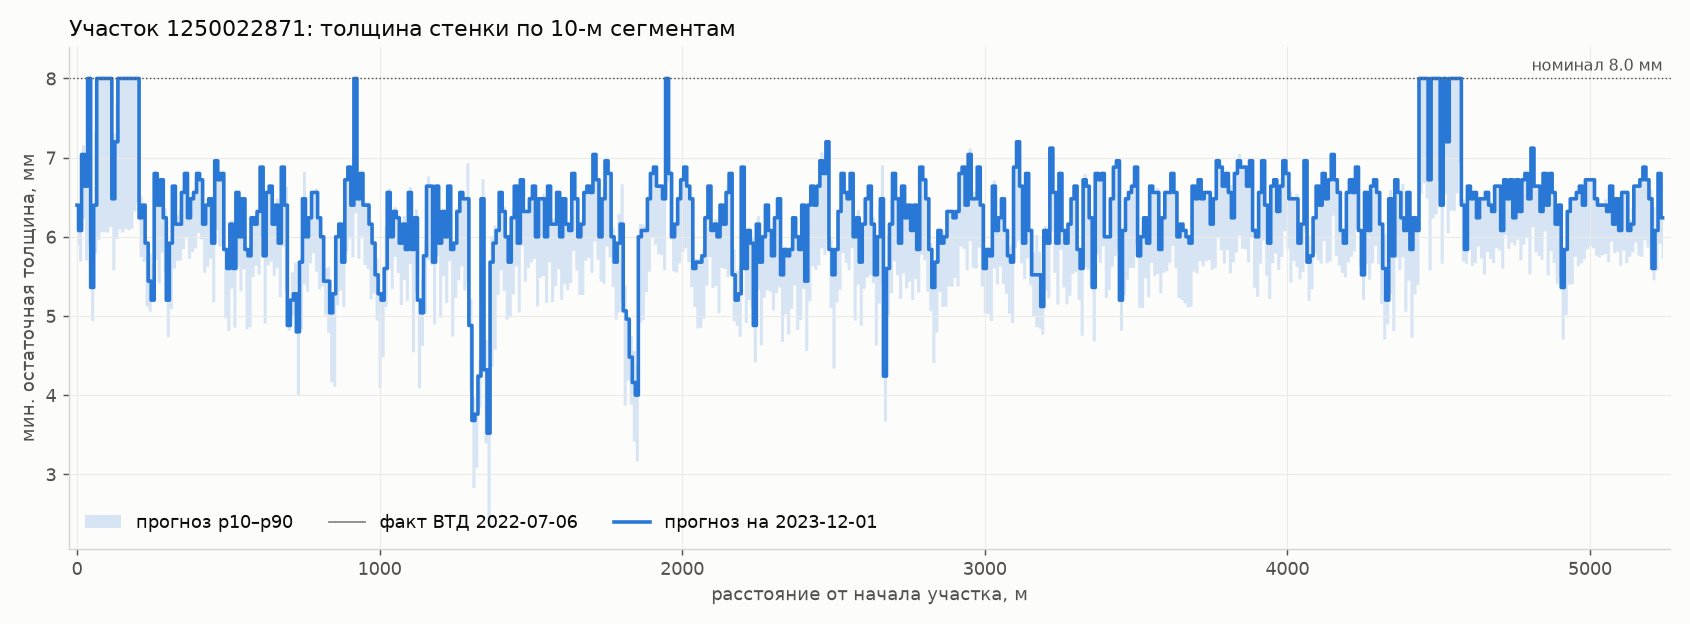 Участок 1250022871: толщина стенки по 10-м сегментам
номинал 8.0 мм
мин. остаточная толщина, мм
8
7
6
5
4
3
прогноз p10–p90
факт ВТД 2022-07-06
прогноз на 2023-12-01
0 1000 2000 3000 4000 5000
расстояние от начала участка, м